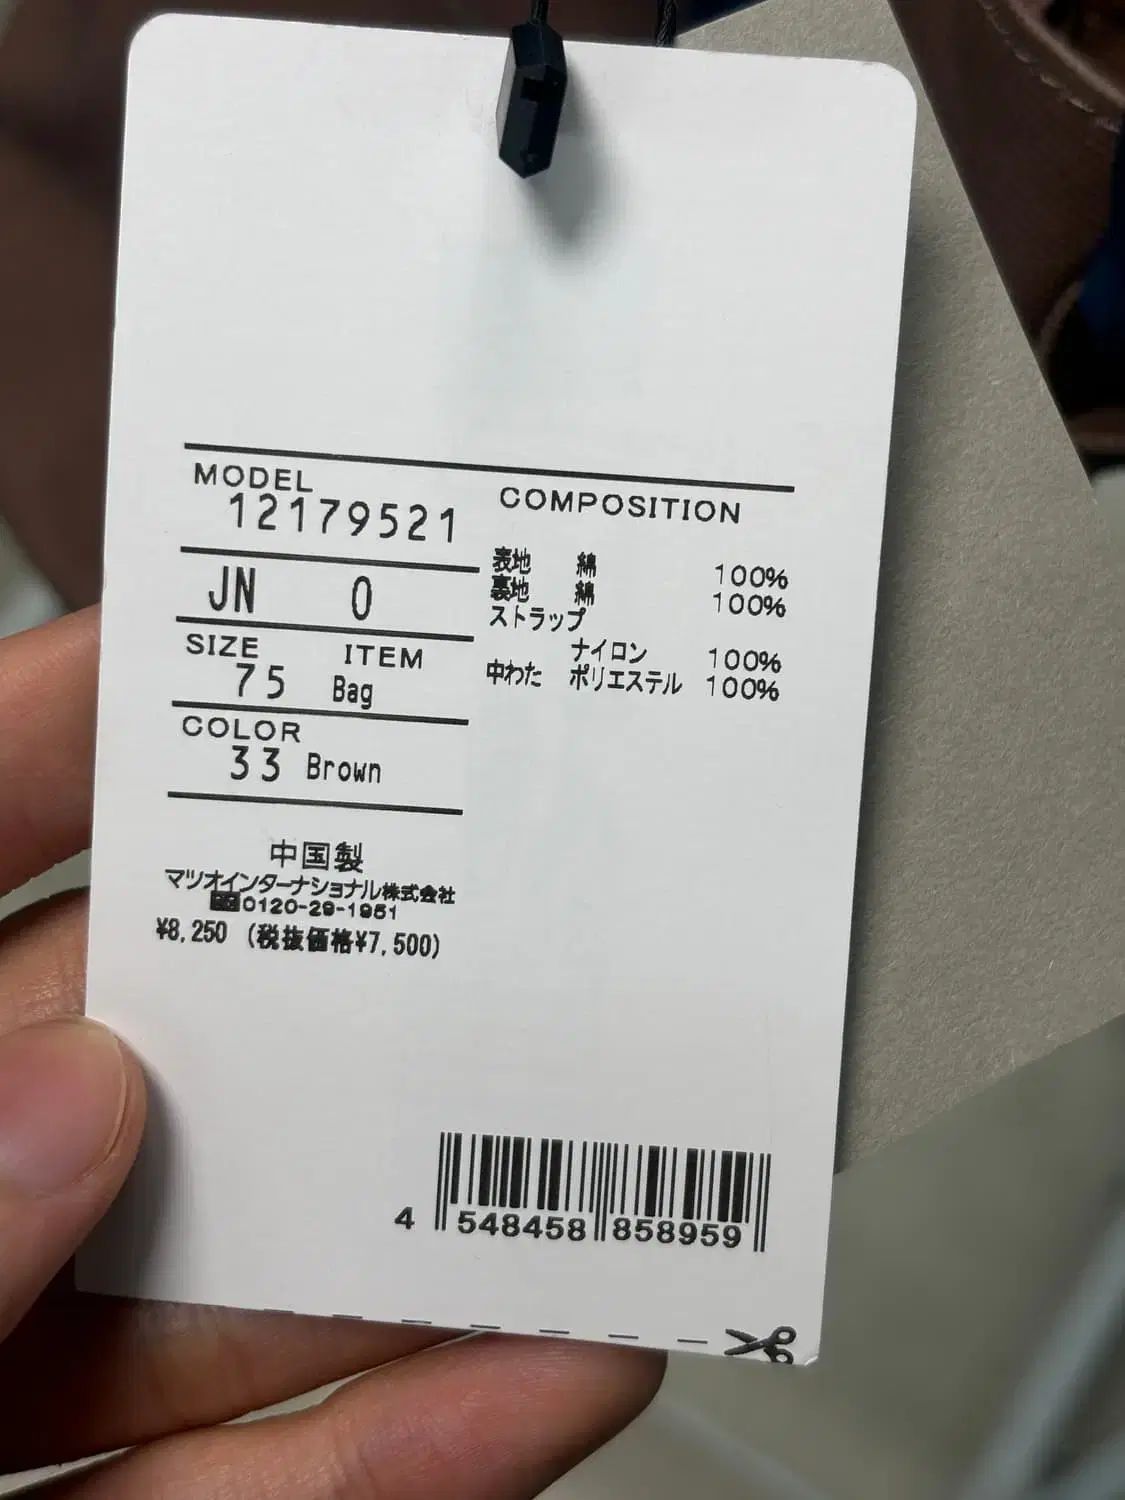 MODEL
12179521
JN 0
SIZE ITEM
75 Bag
COLOR
33 Brown
COMPOSITION
表地 綿 100%
裏地 綿 100%
ストラップ
ナイロン 100%
中わた ポリエステル 100%
中国製
マツオインターナショナル株式会社
0120-29-1951
¥8,250 (税抜価格¥7,500)
4 548458 858959